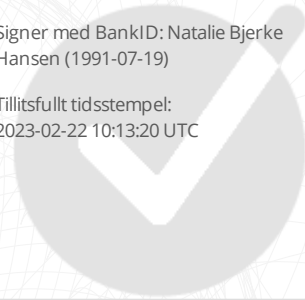 Signer med BankID: Natalie Bjerke
Hansen (1991-07-19)
Tillitsfullt tidsstempel:
2023-02-22 10:13:20 UTC